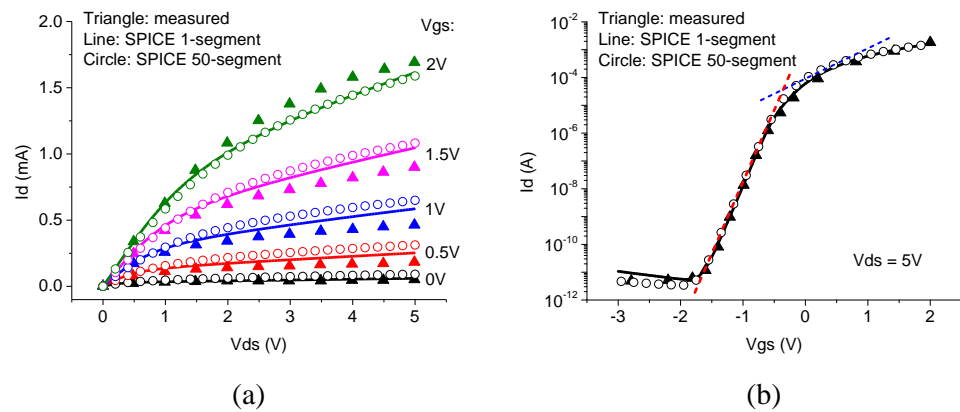 Triangle: measured
Line: SPICE 1-segment
Circle: SPICE 50-segment
Vgs:
2V
1.5V
1V
0.5V
0V
2.0
1.5
1.0
0.5
0.0
Id (mA)
0 1 2 3 4 5
Vds (V)
(a)
Triangle: measured
Line: SPICE 1-segment
Circle: SPICE 50-segment
10-2
10-4
10-6
10-8
10-10
10-12
Id (A)
Vds = 5V
-3 -2 -1 0 1 2
Vgs (V)
(b)